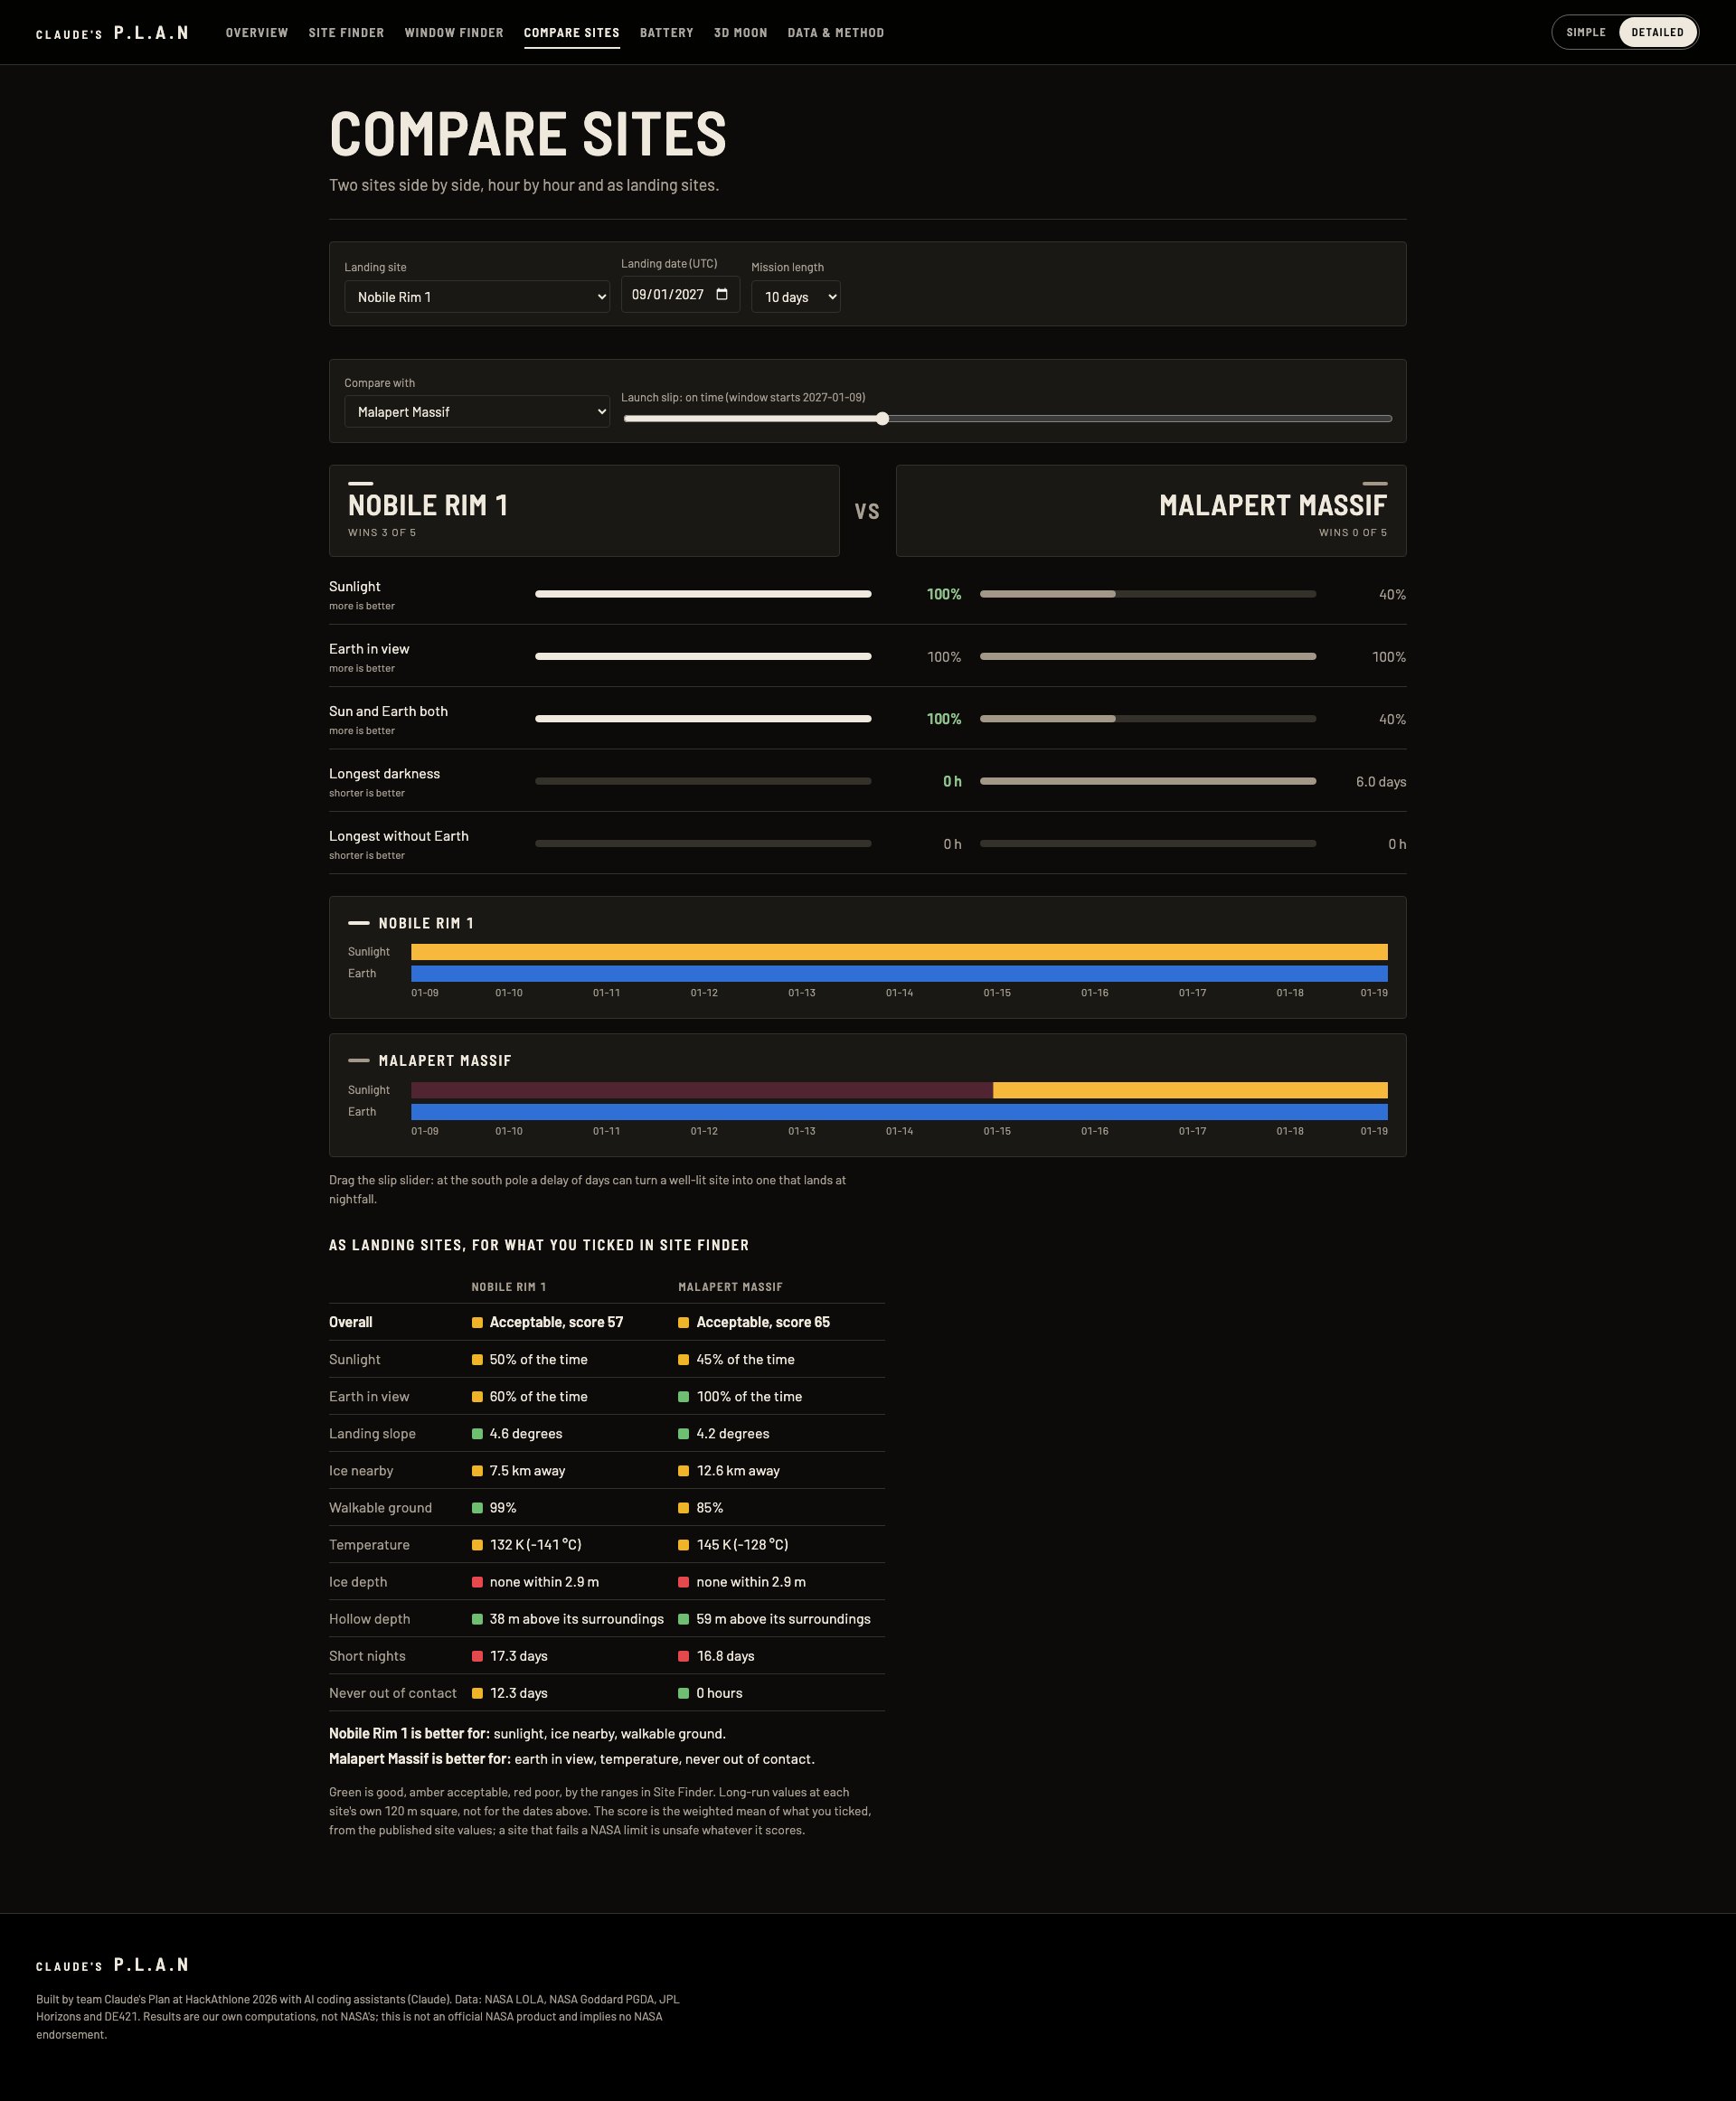 CLAUDE'S P.L.A.N
OVERVIEW SITE FINDER WINDOW FINDER COMPARE SITES BATTERY 3D MOON DATA & METHOD
SIMPLE DETAILED
COMPARE SITES
Two sites side by side, hour by hour and as landing sites.
Landing site Landing date (UTC) Mission length
Nobile Rim 1 09/01/2027 10 days
Compare with Launch slip: on time (window starts 2027-01-09)
Malapert Massif
NOBILE RIM 1 VS MALAPERT MASSIF
WINS 3 OF 5 WINS 0 OF 5
Sunlight 100% 40%
more is better
Earth in view 100% 100%
more is better
Sun and Earth both 100% 40%
more is better
Longest darkness 0 h 6.0 days
shorter is better
Longest without Earth 0 h 0 h
shorter is better
NOBILE RIM 1
Sunlight
Earth
01-09 01-10 01-11 01-12 01-13 01-14 01-15 01-16 01-17 01-18 01-19
MALAPERT MASSIF
Sunlight
Earth
01-09 01-10 01-11 01-12 01-13 01-14 01-15 01-16 01-17 01-18 01-19
Drag the slip slider: at the south pole a delay of days can turn a well-lit site into one that lands at
nightfall.
AS LANDING SITES, FOR WHAT YOU TICKED IN SITE FINDER
NOBILE RIM 1 MALAPERT MASSIF
Overall Acceptable, score 57 Acceptable, score 65
Sunlight 50% of the time 45% of the time
Earth in view 60% of the time 100% of the time
Landing slope 4.6 degrees 4.2 degrees
Ice nearby 7.5 km away 12.6 km away
Walkable ground 99% 85%
Temperature 132 K (-141 °C) 145 K (-128 °C)
Ice depth none within 2.9 m none within 2.9 m
Hollow depth 38 m above its surroundings 59 m above its surroundings
Short nights 17.3 days 16.8 days
Never out of contact 12.3 days 0 hours
Nobile Rim 1 is better for: sunlight, ice nearby, walkable ground.
Malapert Massif is better for: earth in view, temperature, never out of contact.
Green is good, amber acceptable, red poor, by the ranges in Site Finder. Long-run values at each
site's own 120 m square, not for the dates above. The score is the weighted mean of what you ticked,
from the published site values; a site that fails a NASA limit is unsafe whatever it scores.
CLAUDE'S P.L.A.N
Built by team Claude's Plan at HackAthlone 2026 with AI coding assistants (Claude). Data: NASA LOLA, NASA Goddard PGDA, JPL
Horizons and DE421. Results are our own computations, not NASA's; this is not an official NASA product and implies no NASA
endorsement.